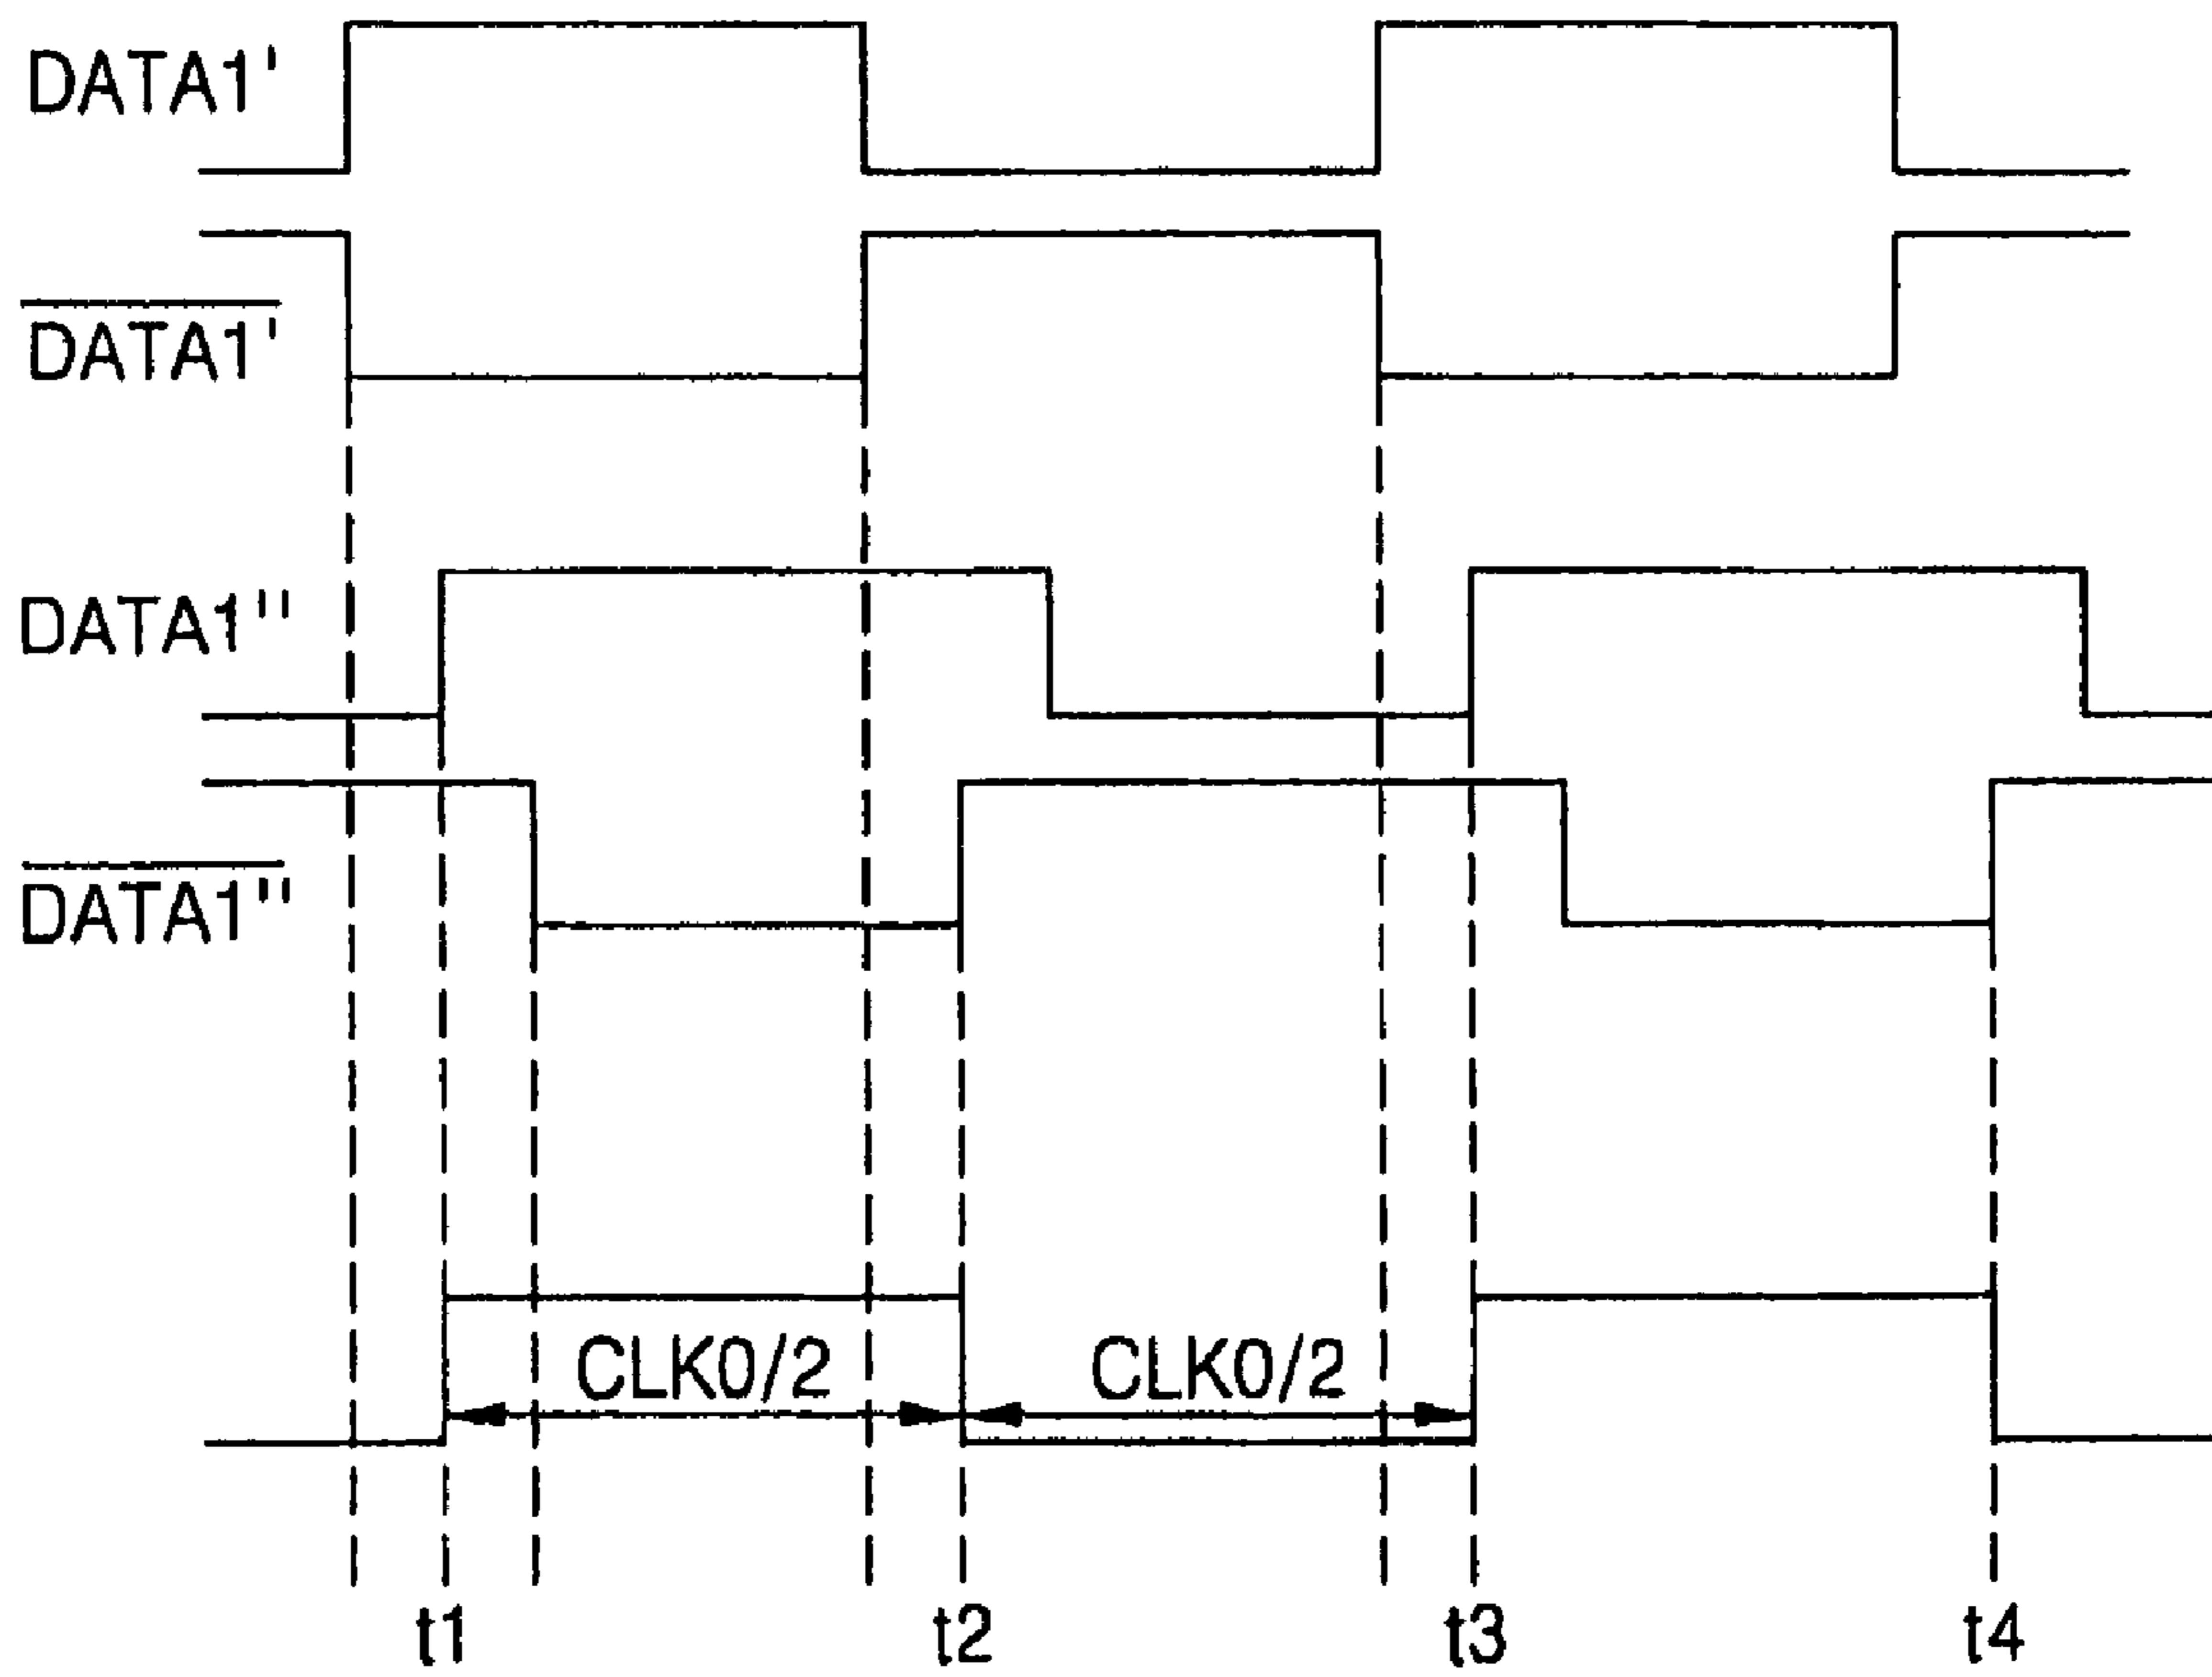 DATA1'
DATA1'
DATA1"
DATA1"
CLK0/2 CLK0/2
t1 t2 t3 t4